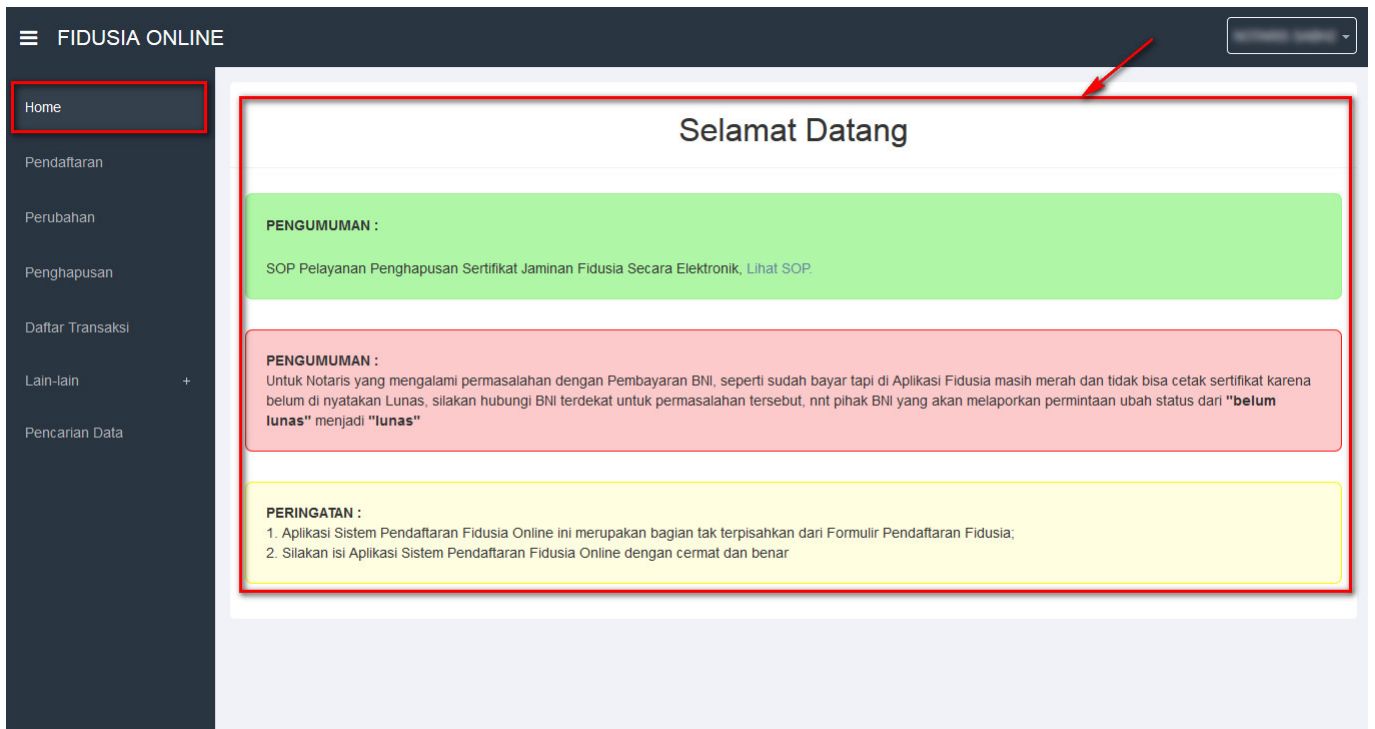 FIDUSIA ONLINE
Home
Pendaftaran
Perubahan
Penghapusan
Daftar Transaksi
Lain-lain +
Pencarian Data
Selamat Datang
PENGUMUMAN :
SOP Pelayanan Penghapusan Sertifikat Jaminan Fidusia Secara Elektronik, Lihat SOP.
PENGUMUMAN :
Untuk Notaris yang mengalami permasalahan dengan Pembayaran BNI, seperti sudah bayar tapi di Aplikasi Fidusia masih merah dan tidak bisa cetak sertifikat karena
belum di nyatakan Lunas, silakan hubungi BNI terdekat untuk permasalahan tersebut, nnt pihak BNI yang akan melaporkan permintaan ubah status dari "belum
lunas" menjadi "lunas"
PERINGATAN :
1. Aplikasi Sistem Pendaftaran Fidusia Online ini merupakan bagian tak terpisahkan dari Formulir Pendaftaran Fidusia;
2. Silakan isi Aplikasi Sistem Pendaftaran Fidusia Online dengan cermat dan benar